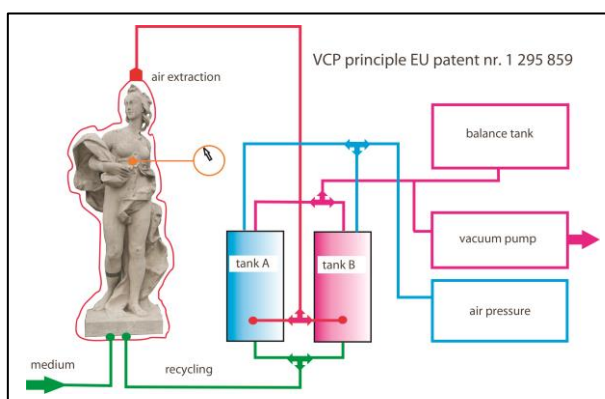 VCP principle EU patent nr. 1 295 859
air extraction
balance tank
tank A
tank B
vacuum pump
air pressure
medium
recycling